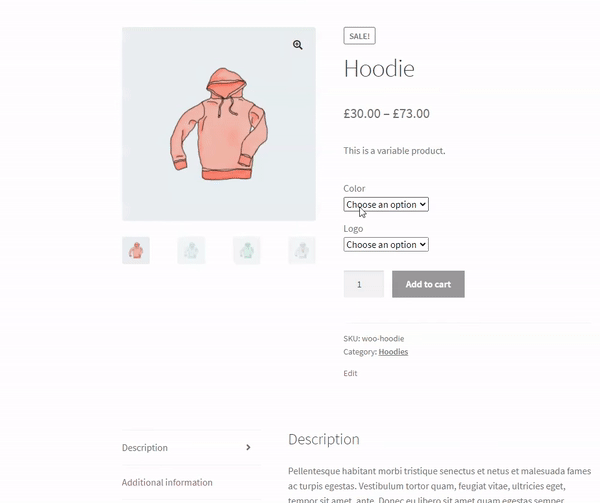 SALE!
Hoodie
£30.00 – £73.00
This is a variable product.
Color
Choose an option
Logo
Choose an option
1
Add to cart
SKU: woo-hoodie
Category: Hoodies
Edit
Description
Additional information
Description
Pellentesque habitant morbi tristique senectus et netus et malesuada fames
ac turpis egestas. Vestibulum tortor quam, feugiat vitae, ultricies eget,
tempor sit amet, ante. Donec eu libero sit amet quam egestas semper.